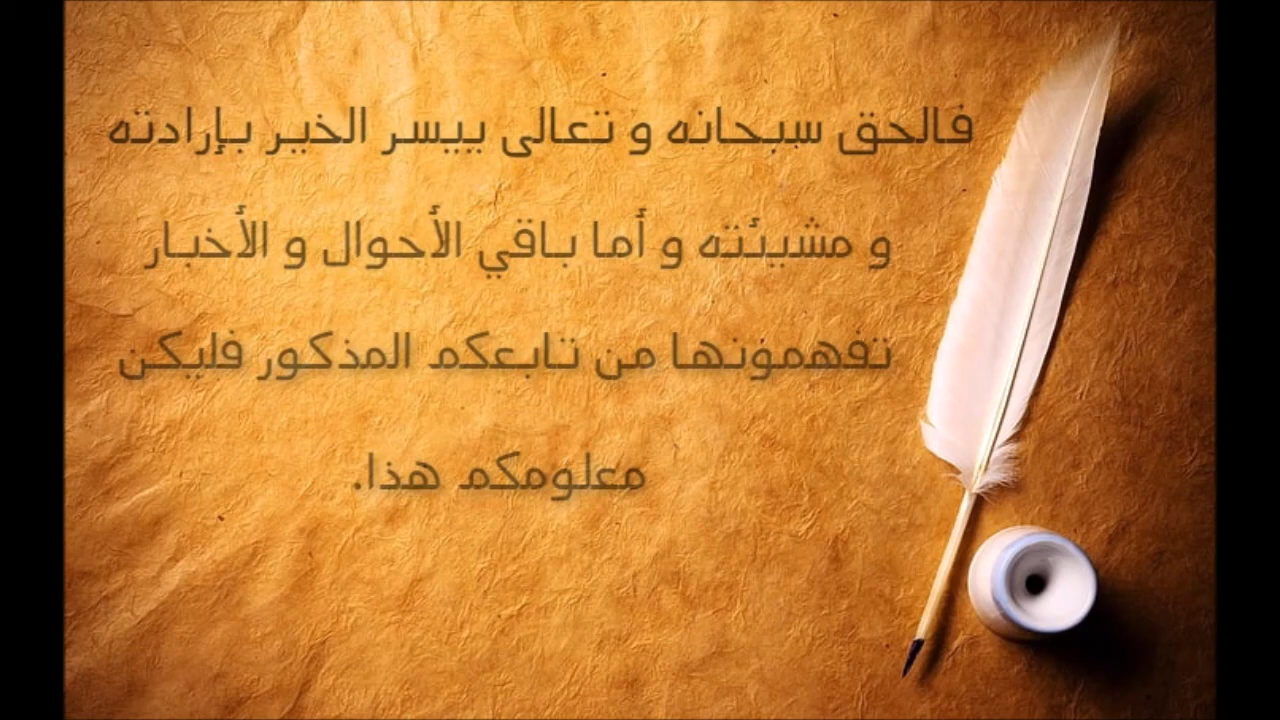 فالحق سبحانه و تعالى ييسر الخير بإرادته
و مشيئته و أما باقي الأحوال و الأخبار
تفهمونها من تابعكم المذكور فليكن
معلومكم هذا.